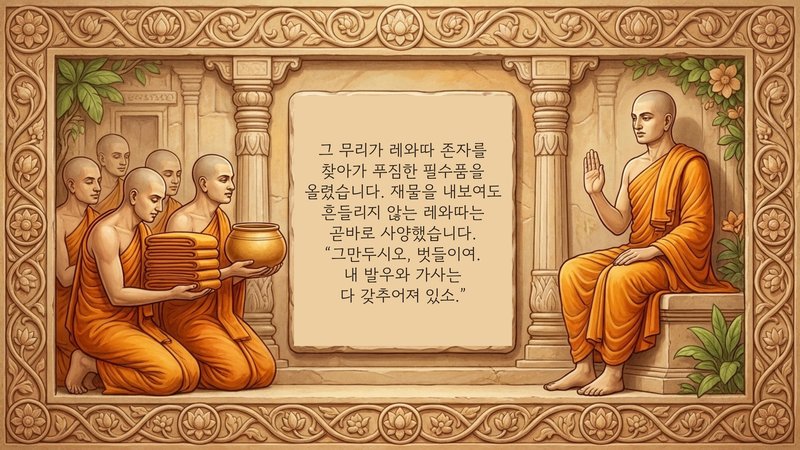 그 무리가 레와따 존자를
찾아가 푸짐한 필수품을
올렸습니다. 재물을 내보여도
흔들리지 않는 레와따는
곧바로 사양했습니다.
“그만두시오, 벗들이여.
내 발우와 가사는
다 갖추어져 있소.”